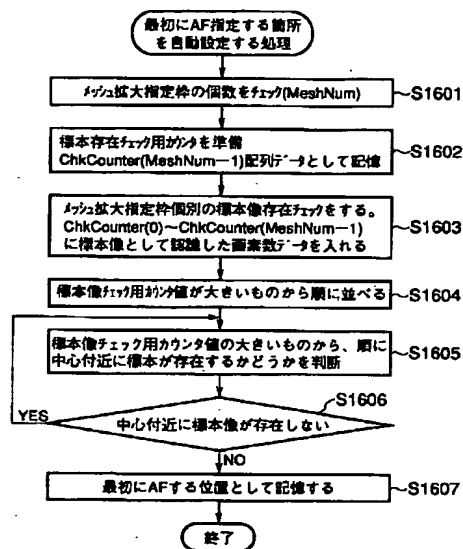 最初にAF指定する箇所
を自動設定する処理
メッシュ拡大指定枠の個数をチェック(MeshNum)
S1601
標本存在チェック用カウンタを準備
ChkCounter(MeshNum−1)配列データとして記憶
S1602
メッシュ拡大指定枠個別の標本像存在チェックをする。
ChkCounter(0)~ChkCounter(MeshNum−1)
に標本像として認識した画素数データを入れる
S1603
標本像チェック用カウンタ値が大きいものから順に並べる
S1604
標本像チェック用カウンタ値の大きいものから、順に
中心付近に標本が存在するかどうかを判断
S1605
S1606
YES
中心付近に標本像が存在しない
NO
最初にAFする位置として記憶する
S1607
終了